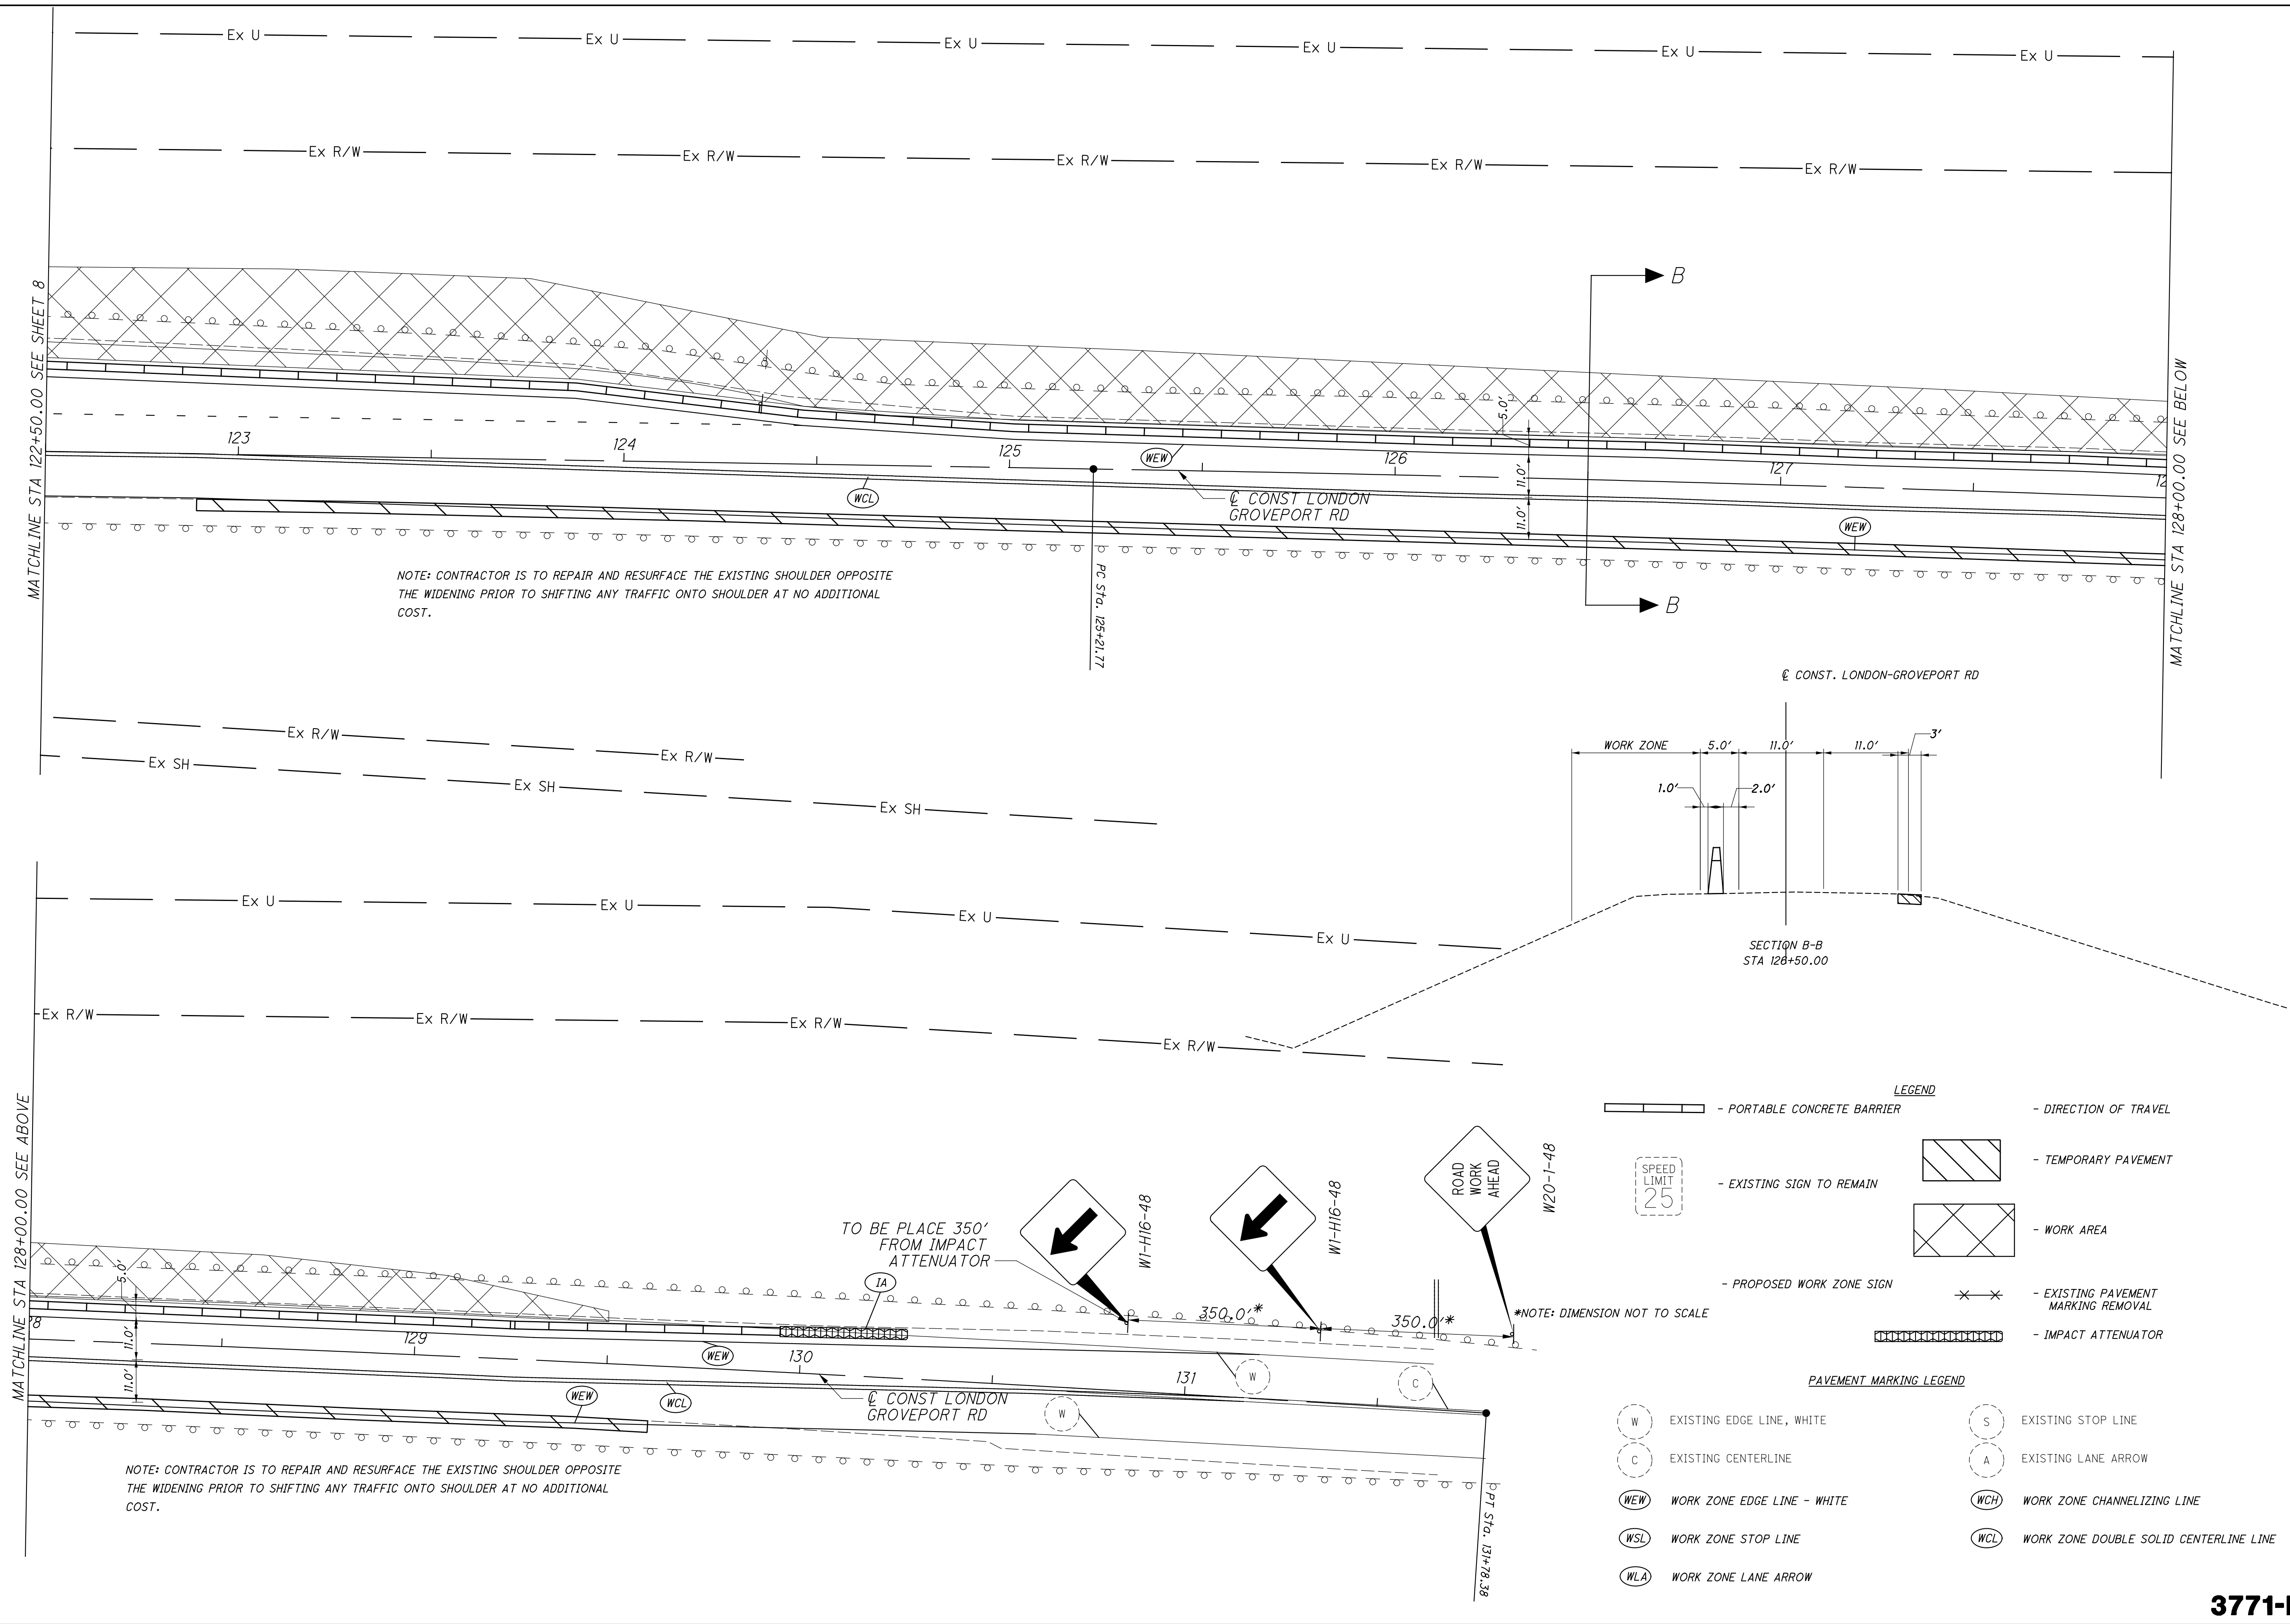 Ex U
Ex U
Ex U
Ex U
Ex U
Ex U
Ex R/W
Ex R/W
Ex R/W
Ex R/W
Ex R/W
MATCHLINE STA 122+50.00 SEE SHEET 8
B
5.0'
123
124
125
126
127
WEW
WCL
11.0'
11.0'
℄ CONST LONDON
GROVEPORT RD
WEW
B
MATCHLINE STA 128+00.00 SEE BELOW
NOTE: CONTRACTOR IS TO REPAIR AND RESURFACE THE EXISTING SHOULDER OPPOSITE
THE WIDENING PRIOR TO SHIFTING ANY TRAFFIC ONTO SHOULDER AT NO ADDITIONAL
COST.
PC Sta. 125+21.77
Ex R/W
Ex R/W
Ex SH
Ex SH
Ex SH
℄ CONST. LONDON-GROVEPORT RD
WORK ZONE
5.0'
11.0'
11.0'
3'
1.0'
2.0'
SECTION B-B
STA 126+50.00
Ex U
Ex U
Ex U
Ex U
Ex R/W
Ex R/W
Ex R/W
Ex R/W
MATCHLINE STA 128+00.00 SEE ABOVE
5.0'
11.0'
11.0'
129
130
131
WEW
WEW
WCL
℄ CONST LONDON
GROVEPORT RD
TO BE PLACE 350'
FROM IMPACT
ATTENUATOR
IA
W1-H16-48
W1-H16-48
ROAD
WORK
AHEAD
W20-1-48
350.0'*
350.0'*
*NOTE: DIMENSION NOT TO SCALE
W
W
C
PT Sta. 131+78.38
NOTE: CONTRACTOR IS TO REPAIR AND RESURFACE THE EXISTING SHOULDER OPPOSITE
THE WIDENING PRIOR TO SHIFTING ANY TRAFFIC ONTO SHOULDER AT NO ADDITIONAL
COST.
LEGEND
- PORTABLE CONCRETE BARRIER
- DIRECTION OF TRAVEL
SPEED
LIMIT
25
- EXISTING SIGN TO REMAIN
- TEMPORARY PAVEMENT
- WORK AREA
- PROPOSED WORK ZONE SIGN
- EXISTING PAVEMENT
MARKING REMOVAL
- IMPACT ATTENUATOR
PAVEMENT MARKING LEGEND
W EXISTING EDGE LINE, WHITE
S EXISTING STOP LINE
C EXISTING CENTERLINE
A EXISTING LANE ARROW
WEW WORK ZONE EDGE LINE - WHITE
WCH WORK ZONE CHANNELIZING LINE
WSL WORK ZONE STOP LINE
WCL WORK ZONE DOUBLE SOLID CENTERLINE LINE
WLA WORK ZONE LANE ARROW